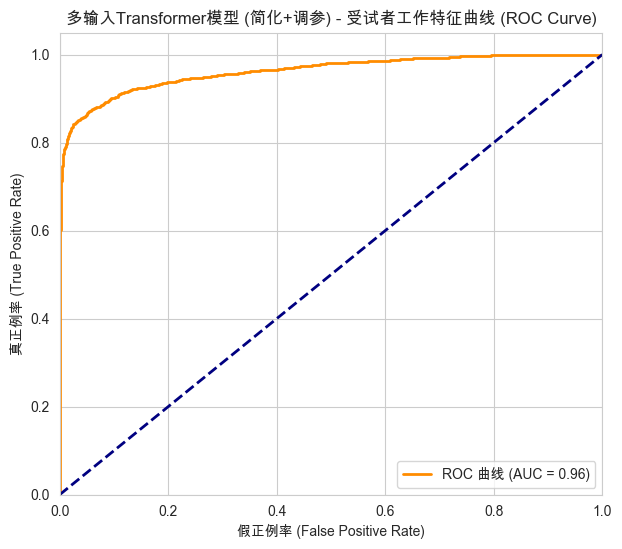 多输入Transformer模型 (简化+调参) - 受试者工作特征曲线 (ROC Curve)
真正例率 (True Positive Rate)
1.0
0.8
0.6
0.4
0.2
0.0
0.0 0.2 0.4 0.6 0.8 1.0
假正例率 (False Positive Rate)
ROC 曲线 (AUC = 0.96)